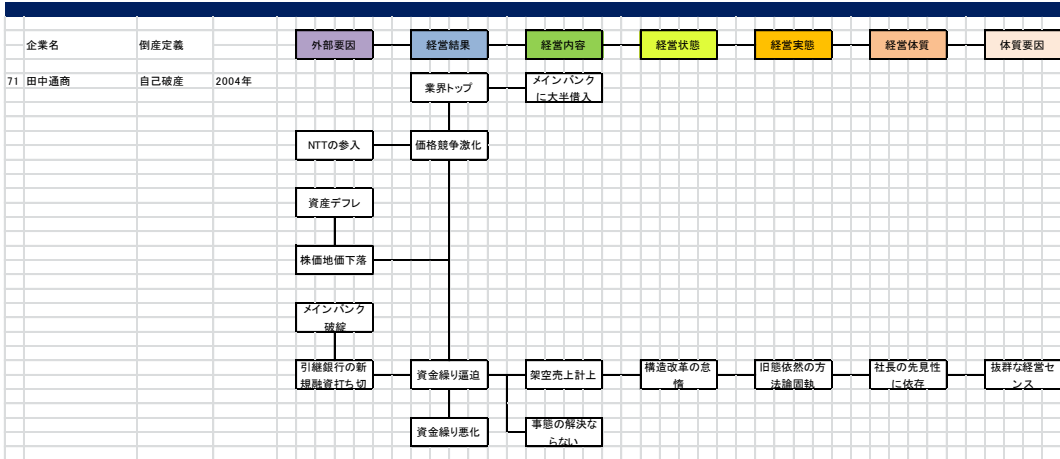 企業名 倒産定義 外部要因 経営結果 経営内容 経営状態 経営実態 経営体質 体質要因
71 田中通商 自己破産 2004年
業界トップ
メインバンク
に大半借入
NTTの参入
価格競争激化
資産デフレ
株価地価下落
メインバンク
破綻
引継銀行の新
規融資打ち切
資金繰り逼迫
架空売上計上
構造改革の怠
惰
旧態依然の方
法論固執
社長の先見性
に依存
抜群な経営セ
ンス
資金繰り悪化
事態の解決な
らない